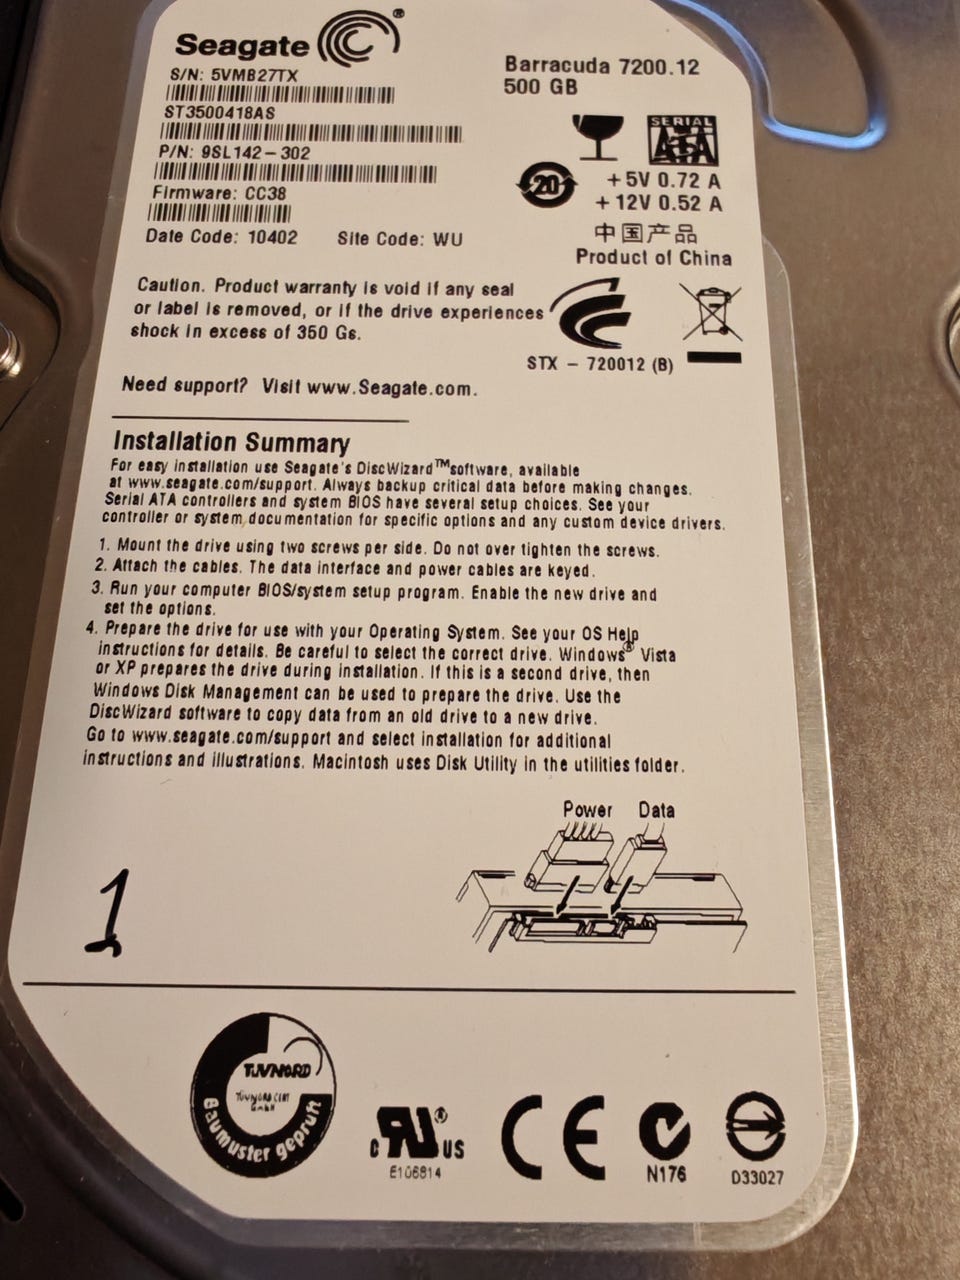 Seagate
S/N: 5VMB27TX
ST3500418AS
P/N: 9SL142-302
Firmware: CC38
Date Code: 10402 Site Code: WU
Barracuda 7200.12
500 GB
SERIAL
ATA
20
+5V 0.72 A
+12V 0.52 A
中国产品
Product of China
Caution. Product warranty is void if any seal
or label is removed, or if the drive experiences
shock in excess of 350 Gs.
STX - 720012 (B)
Need support? Visit www.Seagate.com.
Installation Summary
For easy installation use Seagate's DiscWizard™ software, available
at www.seagate.com/support. Always backup critical data before making changes.
Serial ATA controllers and system BIOS have several setup choices. See your
controller or system documentation for specific options and any custom device drivers.
1. Mount the drive using two screws per side. Do not over tighten the screws.
2. Attach the cables. The data interface and power cables are keyed.
3. Run your computer BIOS/system setup program. Enable the new drive and
set the options.
4. Prepare the drive for use with your Operating System. See your OS Help
instructions for details. Be careful to select the correct drive. Windows® Vista
or XP prepares the drive during installation. If this is a second drive, then
Windows Disk Management can be used to prepare the drive. Use the
DiscWizard software to copy data from an old drive to a new drive.
Go to www.seagate.com/support and select installation for additional
instructions and illustrations. Macintosh uses Disk Utility in the utilities folder.
Power Data
1
TÜVNORD
TÜV NORD CERT
GmbH
Baumuster geprüft
C RU® US
E106814
CE
N176
D33027